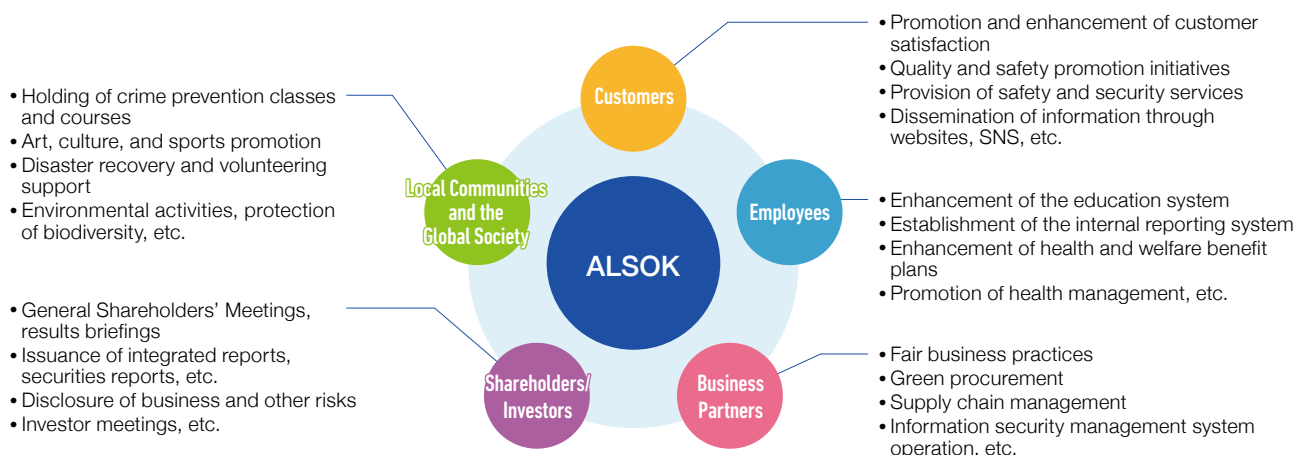 • Promotion and enhancement of customer
satisfaction
• Quality and safety promotion initiatives
• Provision of safety and security services
• Dissemination of information through
websites, SNS, etc.
Customers
• Holding of crime prevention classes
and courses
• Art, culture, and sports promotion
• Disaster recovery and volunteering
support
• Environmental activities, protection
of biodiversity, etc.
Local Communities
and the
Global Society
Employees
• Enhancement of the education system
• Establishment of the internal reporting system
• Enhancement of health and welfare benefit
plans
• Promotion of health management, etc.
ALSOK
• General Shareholders’ Meetings,
results briefings
• Issuance of integrated reports,
securities reports, etc.
• Disclosure of business and other risks
• Investor meetings, etc.
Shareholders/
Investors
Business
Partners
• Fair business practices
• Green procurement
• Supply chain management
• Information security management system
operation, etc.